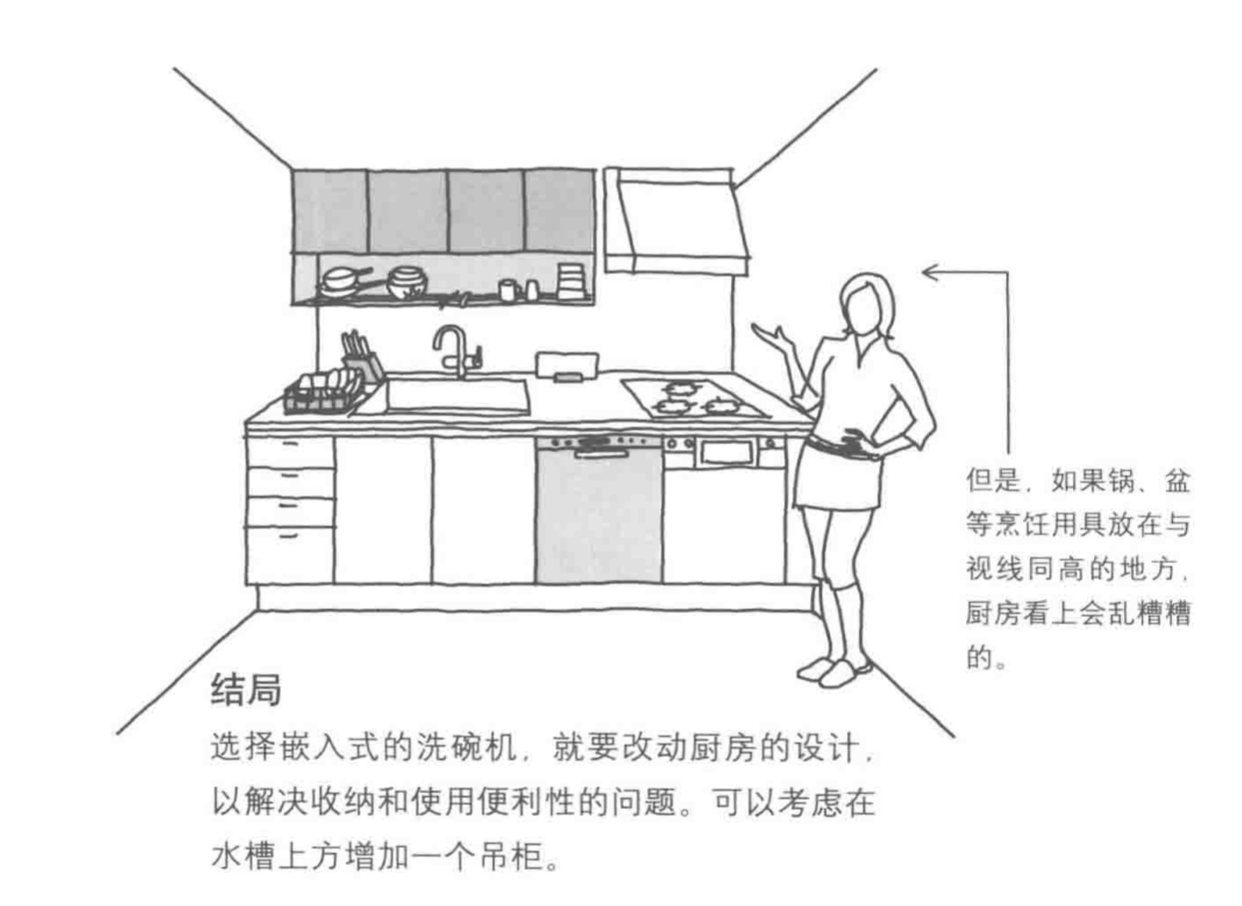 但是，如果锅、盆
等烹饪用具放在与
视线同高的地方，
厨房看上会乱糟糟
的。
结局
选择嵌入式的洗碗机，就要改动厨房的设计，
以解决收纳和使用便利性的问题。可以考虑在
水槽上方增加一个吊柜。